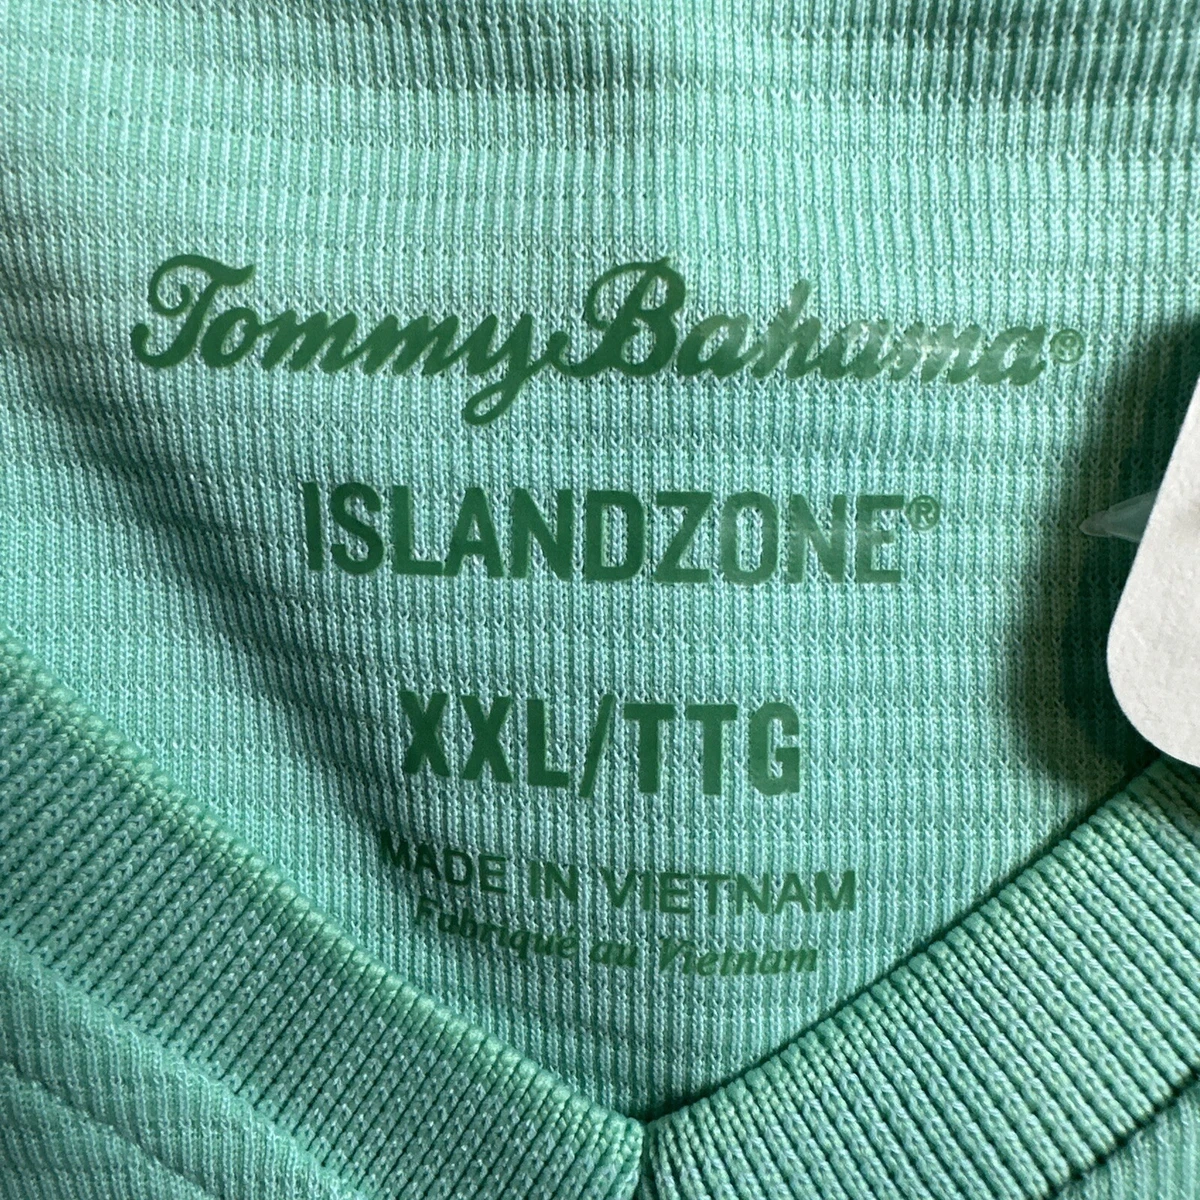 Tommy Bahama®
ISLANDZONE®
XXL/TTG
MADE IN VIETNAM
Fabriqué au Vietnam